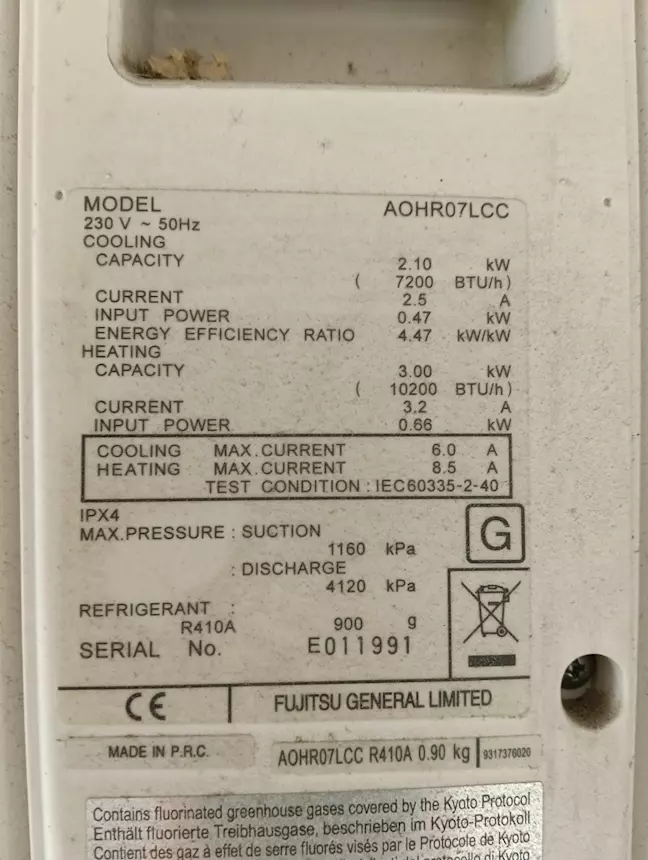 MODEL AOHR07LCC
230 V ~ 50Hz
COOLING
CAPACITY 2.10 kW
( 7200 BTU/h )
CURRENT 2.5 A
INPUT POWER 0.47 kW
ENERGY EFFICIENCY RATIO 4.47 kW/kW
HEATING
CAPACITY 3.00 kW
( 10200 BTU/h )
CURRENT 3.2 A
INPUT POWER 0.66 kW
COOLING MAX.CURRENT 6.0 A
HEATING MAX.CURRENT 8.5 A
TEST CONDITION : IEC60335-2-40
IPX4
G
MAX.PRESSURE : SUCTION
1160 kPa
: DISCHARGE
4120 kPa
REFRIGERANT :
R410A 900 g
SERIAL No. E011991
CE FUJITSU GENERAL LIMITED
MADE IN P.R.C. AOHR07LCC R410A 0.90 kg 9317376020
Contains fluorinated greenhouse gases covered by the Kyoto Protocol
Enthält fluorierte Treibhausgase, beschrieben im Kyoto-Protokoll
Contient des gaz à effet de serre fluorés visés par le Protocole de Kyoto